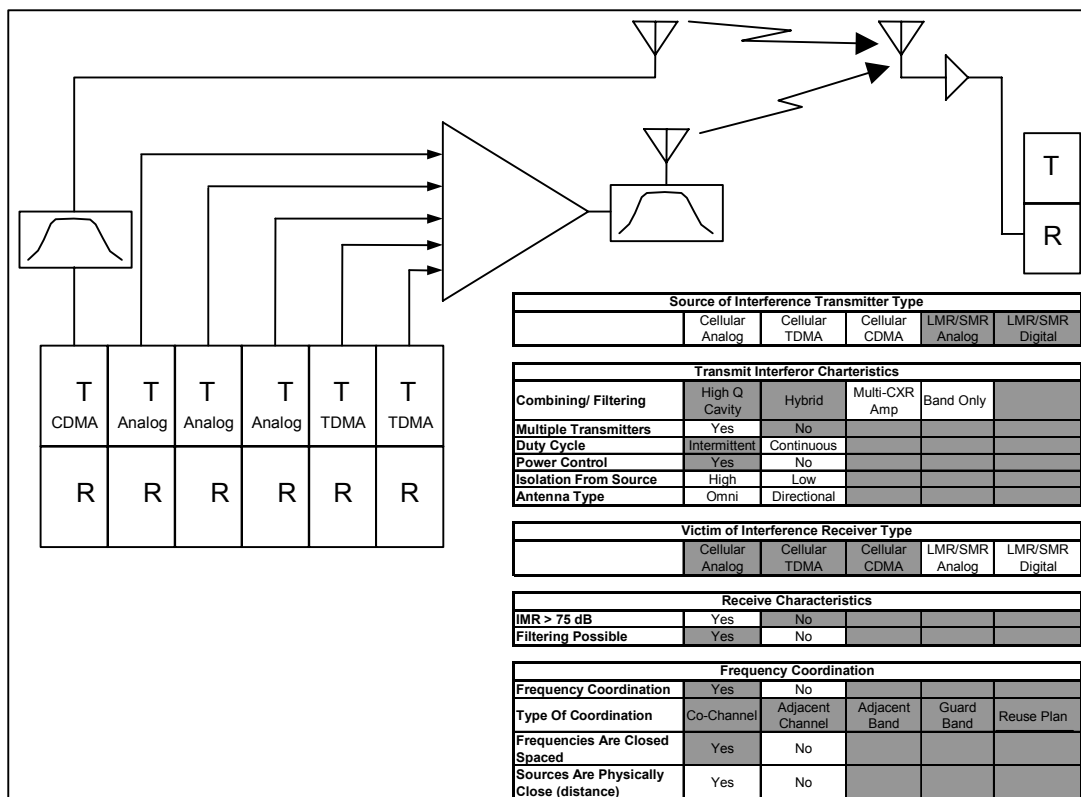 T
R
T T T T T T
CDMA Analog Analog Analog TDMA TDMA
R R R R R R
Source of Interference Transmitter Type
Cellular Analog Cellular TDMA Cellular CDMA LMR/SMR Analog LMR/SMR Digital
Transmit Interferor Charteristics
Combining/ Filtering High Q Cavity Hybrid Multi-CXR Amp Band Only
Multiple Transmitters Yes No
Duty Cycle Intermittent Continuous
Power Control Yes No
Isolation From Source High Low
Antenna Type Omni Directional
Victim of Interference Receiver Type
Cellular Analog Cellular TDMA Cellular CDMA LMR/SMR Analog LMR/SMR Digital
Receive Characteristics
IMR > 75 dB Yes No
Filtering Possible Yes No
Frequency Coordination
Frequency Coordination Yes No
Type Of Coordination Co-Channel Adjacent Channel Adjacent Band Guard Band Reuse Plan
Frequencies Are Closed Spaced Yes No
Sources Are Physically Close (distance) Yes No